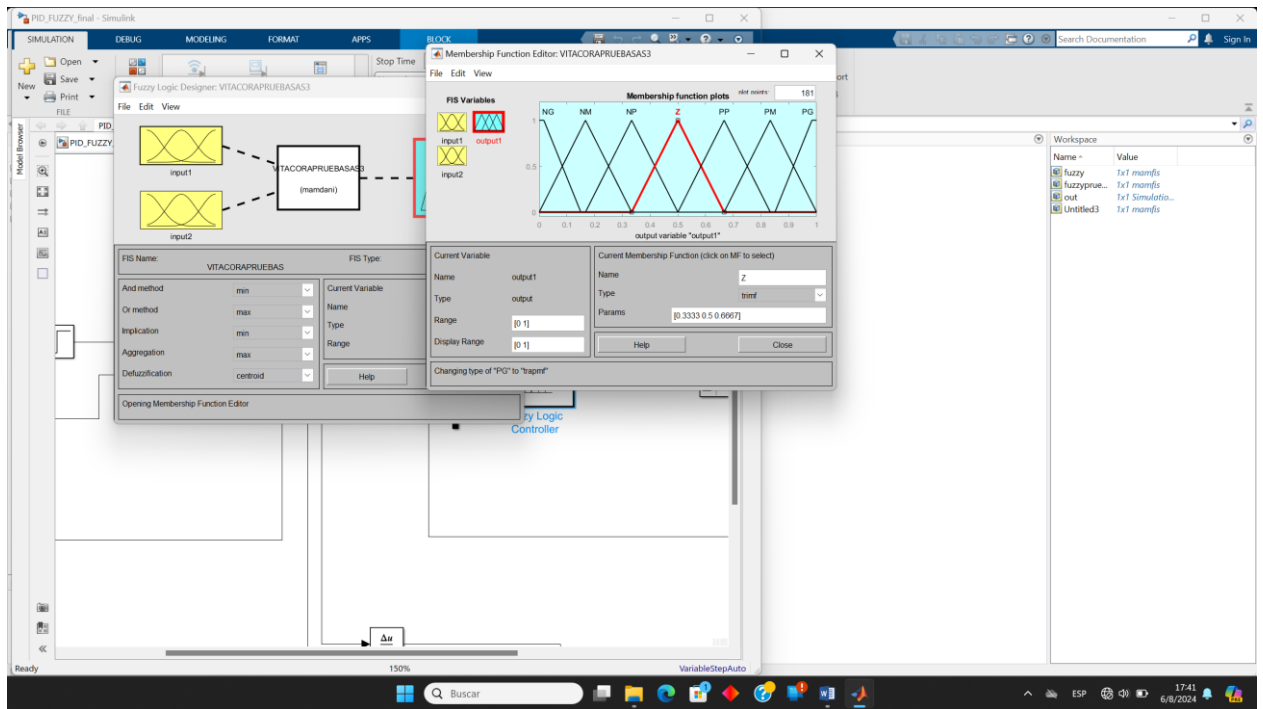 PID_FUZZY_final - Simulink
SIMULATION DEBUG MODELING FORMAT APPS BLOCK
Search Documentation
Sign In
New
Open
Save
Print
FILE
Stop Time
ort
PID_
PID_FUZZY_
Model Browser
Fuzzy Logic Designer: VITACORAPRUEBASAS3
File Edit View
input1
input2
VITACORAPRUEBASAS3
(mamdani)
FIS Name:
VITACORAPRUEBAS
FIS Type:
And method min
Or method max
Implication min
Aggregation max
Defuzzification centroid
Current Variable
Name
Type
Range
Help
Opening Membership Function Editor
Membership Function Editor: VITACORAPRUEBASAS3
File Edit View
FIS Variables
input1 output1
input2
Membership function plots plot points: 181
NG NM NP Z PP PM PG
1
0.5
0
0 0.1 0.2 0.3 0.4 0.5 0.6 0.7 0.8 0.9 1
output variable "output1"
Current Variable
Name output1
Type output
Range [0 1]
Display Range [0 1]
Current Membership Function (click on MF to select)
Name Z
Type trimf
Params [0.3333 0.5 0.6667]
Help Close
Changing type of "PG" to "trapmf"
zy Logic
Controller
Δu
Workspace
Name Value
fuzzy 1x1 mamfis
fuzzyprue... 1x1 mamfis
out 1x1 Simulatio...
Untitled3 1x1 mamfis
Ready 150% VariableStepAuto
Buscar
ESP
17:41
6/8/2024